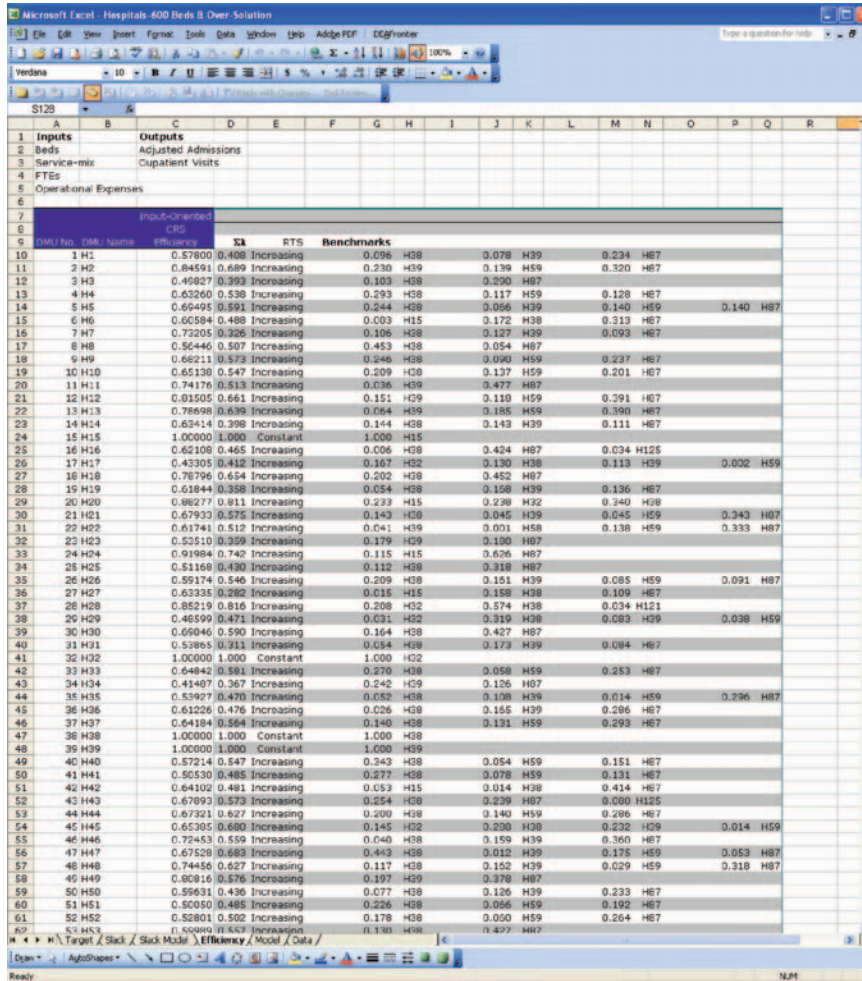 Microsoft Excel - Hospitals-600 Beds & Over-Solution
File Edit View Insert Format Tools Data Window Help Adobe PDF DEAFrontier Type a question for help
100%
Verdana 10 B I U
S128 fx
A B C D E F G H I J K L M N O P Q R
1 Inputs Outputs
2 Beds Adjusted Admissions
3 Service-mix Oupatient Visits
4 FTEs
5 Operational Expenses
6
7 Input-Oriented
8 CRS
9 DMU No. DMU Name Efficiency Σλ RTS Benchmarks
10 1 H1 0.57800 0.408 Increasing 0.096 H38 0.078 H39 0.234 H87
11 2 H2 0.84591 0.689 Increasing 0.230 H39 0.139 H59 0.320 H87
12 3 H3 0.49827 0.393 Increasing 0.103 H38 0.290 H87
13 4 H4 0.63260 0.538 Increasing 0.293 H38 0.117 H59 0.128 H87
14 5 H5 0.69495 0.591 Increasing 0.244 H38 0.066 H39 0.140 H59 0.140 H87
15 6 H6 0.60584 0.488 Increasing 0.003 H15 0.172 H38 0.313 H87
16 7 H7 0.73205 0.326 Increasing 0.106 H38 0.127 H39 0.093 H87
17 8 H8 0.56446 0.507 Increasing 0.453 H38 0.054 H87
18 9 H9 0.68211 0.573 Increasing 0.246 H38 0.090 H59 0.237 H87
19 10 H10 0.65138 0.547 Increasing 0.209 H38 0.137 H59 0.201 H87
20 11 H11 0.74176 0.513 Increasing 0.036 H39 0.477 H87
21 12 H12 0.81505 0.661 Increasing 0.151 H39 0.118 H59 0.391 H87
22 13 H13 0.78698 0.639 Increasing 0.064 H39 0.185 H59 0.390 H87
23 14 H14 0.63414 0.398 Increasing 0.144 H38 0.143 H39 0.111 H87
24 15 H15 1.00000 1.000 Constant 1.000 H15
25 16 H16 0.62108 0.465 Increasing 0.006 H38 0.424 H87 0.034 H125
26 17 H17 0.43305 0.412 Increasing 0.167 H32 0.130 H38 0.113 H39 0.002 H59
27 18 H18 0.78796 0.654 Increasing 0.202 H38 0.452 H87
28 19 H19 0.61844 0.358 Increasing 0.054 H38 0.168 H39 0.136 H87
29 20 H20 0.88277 0.811 Increasing 0.233 H15 0.238 H32 0.340 H38
30 21 H21 0.67933 0.575 Increasing 0.143 H38 0.045 H39 0.045 H59 0.343 H87
31 22 H22 0.61741 0.512 Increasing 0.041 H39 0.001 H58 0.138 H59 0.333 H87
32 23 H23 0.53510 0.359 Increasing 0.179 H39 0.180 H87
33 24 H24 0.91984 0.742 Increasing 0.115 H15 0.626 H87
34 25 H25 0.51168 0.430 Increasing 0.112 H38 0.318 H87
35 26 H26 0.59174 0.546 Increasing 0.209 H38 0.161 H39 0.085 H59 0.091 H87
36 27 H27 0.63335 0.282 Increasing 0.015 H15 0.158 H38 0.109 H87
37 28 H28 0.85219 0.816 Increasing 0.208 H32 0.574 H38 0.034 H121
38 29 H29 0.48599 0.471 Increasing 0.031 H32 0.319 H38 0.083 H39 0.038 H59
39 30 H30 0.69046 0.590 Increasing 0.164 H38 0.427 H87
40 31 H31 0.53865 0.311 Increasing 0.054 H38 0.173 H39 0.084 H87
41 32 H32 1.00000 1.000 Constant 1.000 H32
42 33 H33 0.64842 0.581 Increasing 0.270 H38 0.058 H59 0.253 H87
43 34 H34 0.41487 0.367 Increasing 0.242 H39 0.126 H87
44 35 H35 0.53927 0.470 Increasing 0.052 H38 0.108 H39 0.014 H59 0.296 H87
45 36 H36 0.61226 0.476 Increasing 0.026 H38 0.165 H39 0.286 H87
46 37 H37 0.64184 0.564 Increasing 0.140 H38 0.131 H59 0.293 H87
47 38 H38 1.00000 1.000 Constant 1.000 H38
48 39 H39 1.00000 1.000 Constant 1.000 H39
49 40 H40 0.57214 0.547 Increasing 0.343 H38 0.054 H59 0.151 H87
50 41 H41 0.50530 0.485 Increasing 0.277 H38 0.078 H59 0.131 H87
51 42 H42 0.64102 0.481 Increasing 0.053 H15 0.014 H38 0.414 H87
52 43 H43 0.67893 0.573 Increasing 0.254 H38 0.239 H87 0.080 H125
53 44 H44 0.67321 0.627 Increasing 0.200 H38 0.140 H59 0.286 H87
54 45 H45 0.65385 0.680 Increasing 0.145 H32 H38 0.232 H39 0.014 H59
55 46 H46 0.72453 0.559 Increasing 0.040 H38 0.159 H39 0.360 H87
56 47 H47 0.67528 0.683 Increasing 0.443 H38 0.012 H39 0.175 H59 0.053 H87
57 48 H48 0.74456 0.627 Increasing 0.117 H38 0.162 H39 0.029 H59 0.318 H87
58 49 H49 0.80816 0.576 Increasing 0.197 H39 0.378 H87
59 50 H50 0.59631 0.436 Increasing 0.077 H38 0.126 H39 0.233 H87
60 51 H51 0.50050 0.485 Increasing 0.226 H38 0.066 H59 0.192 H87
61 52 H52 0.52801 0.502 Increasing 0.178 H38 0.060 H59 0.264 H87
62 53 H53 0.59989 0.557 Increasing 0.130 H38 0.427 H87
Target Slack Slack Model Efficiency Model Data
Draw AutoShapes
Ready NUM